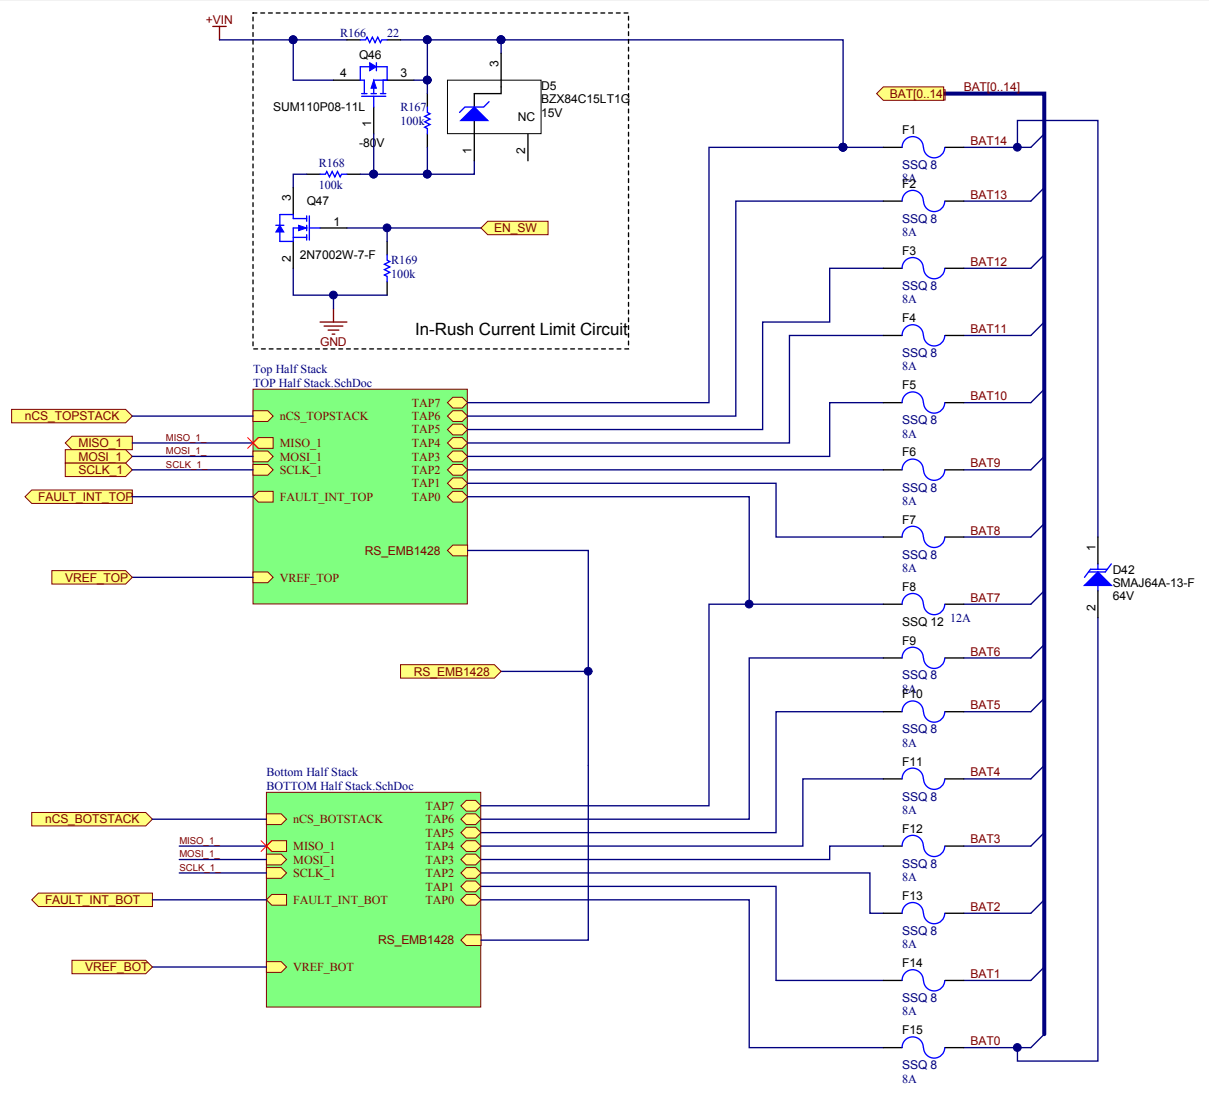 +VIN
R166 22
Q46
4
3
3
SUM110P08-11L
1
-80V
R167
100k
D5
BZX84C15LT1G
15V
NC
1
2
R168
100k
Q47
3
1
2
2N7002W-7-F
EN_SW
R169
100k
GND
In-Rush Current Limit Circuit
BAT[0..14]
BAT[0..14]
F1
SSQ 8
8A
BAT14
F2
SSQ 8
8A
BAT13
F3
SSQ 8
8A
BAT12
F4
SSQ 8
8A
BAT11
F5
SSQ 8
8A
BAT10
F6
SSQ 8
8A
BAT9
F7
SSQ 8
8A
BAT8
F8
SSQ 12
12A
BAT7
F9
SSQ 8
8A
BAT6
F10
SSQ 8
8A
BAT5
F11
SSQ 8
8A
BAT4
F12
SSQ 8
8A
BAT3
F13
SSQ 8
8A
BAT2
F14
SSQ 8
8A
BAT1
F15
SSQ 8
8A
BAT0
1
D42
SMAJ64A-13-F
64V
2
Top Half Stack
TOP Half Stack.SchDoc
nCS_TOPSTACK
nCS_TOPSTACK
MISO_1
MISO_1_
MISO_1
MOSI_1
MOSI_1_
MOSI_1
SCLK_1
SCLK_1
SCLK_1
FAULT_INT_TOP
FAULT_INT_TOP
VREF_TOP
VREF_TOP
TAP7
TAP6
TAP5
TAP4
TAP3
TAP2
TAP1
TAP0
RS_EMB1428
RS_EMB1428
Bottom Half Stack
BOTTOM Half Stack.SchDoc
nCS_BOTSTACK
nCS_BOTSTACK
MISO_1_
MISO_1
MOSI_1_
MOSI_1
SCLK_1_
SCLK_1
FAULT_INT_BOT
FAULT_INT_BOT
VREF_BOT
VREF_BOT
TAP7
TAP6
TAP5
TAP4
TAP3
TAP2
TAP1
TAP0
RS_EMB1428